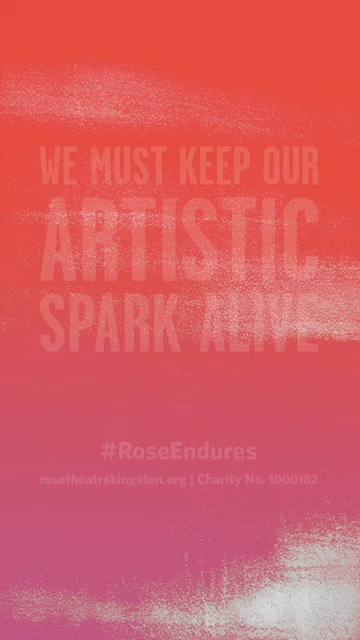 WE MUST KEEP OUR
ARTISTIC
SPARK ALIVE
#RoseEndures
rosetheatrekingston.org | Charity No. 1000182